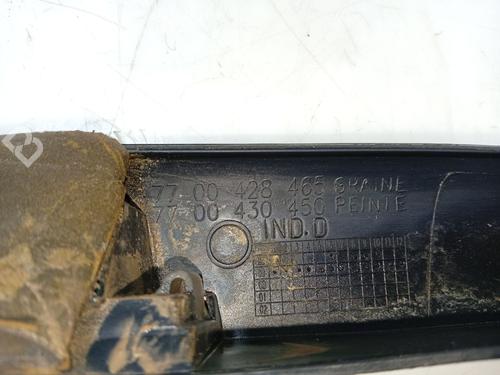 77 00 428 465 GRAINE
77 00 430 450 PEINTE
IND.D